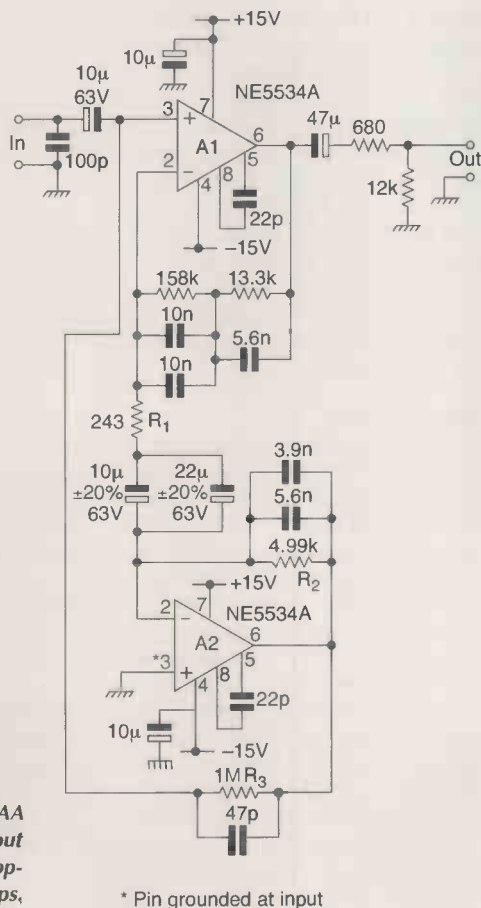 +15V
10μ
NE5534A
10μ
63V
3
+
7
47μ
In
A1
6
680
Out
100p
2
−
5
8
4
22p
12k
−15V
158k
13.3k
10n
5.6n
10n
243
R1
3.9n
10μ
±20%
63V
22μ
±20%
63V
5.6n
4.99k
R2
+15V
2
−
7
NE5534A
A2
6
*3
+
5
8
4
22p
10μ
−15V
1M R3
47p
AA
out
op-
ps,
* Pin grounded at input